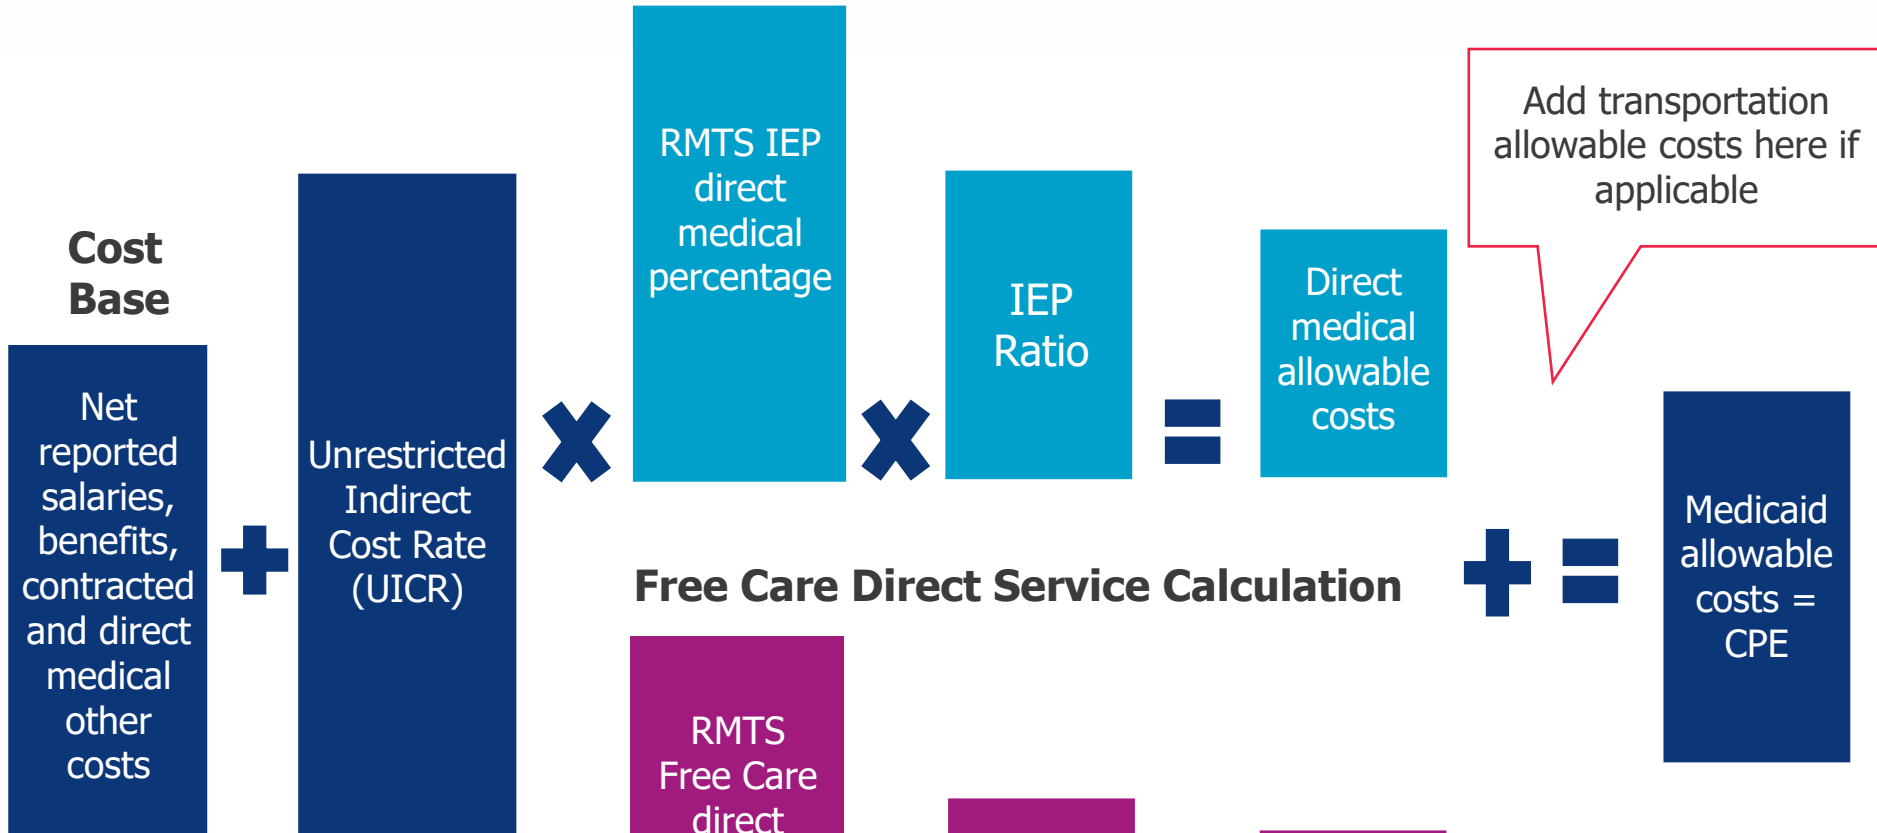 Cost
Base
Net
reported
salaries,
benefits,
contracted
and direct
medical
other
costs
Unrestricted
Indirect
Cost Rate
(UICR)
RMTS IEP
direct
medical
percentage
IEP
Ratio
Direct
medical
allowable
costs
Add transportation
allowable costs here if
applicable
Free Care Direct Service Calculation
RMTS
Free Care
direct
Medicaid
allowable
costs =
CPE